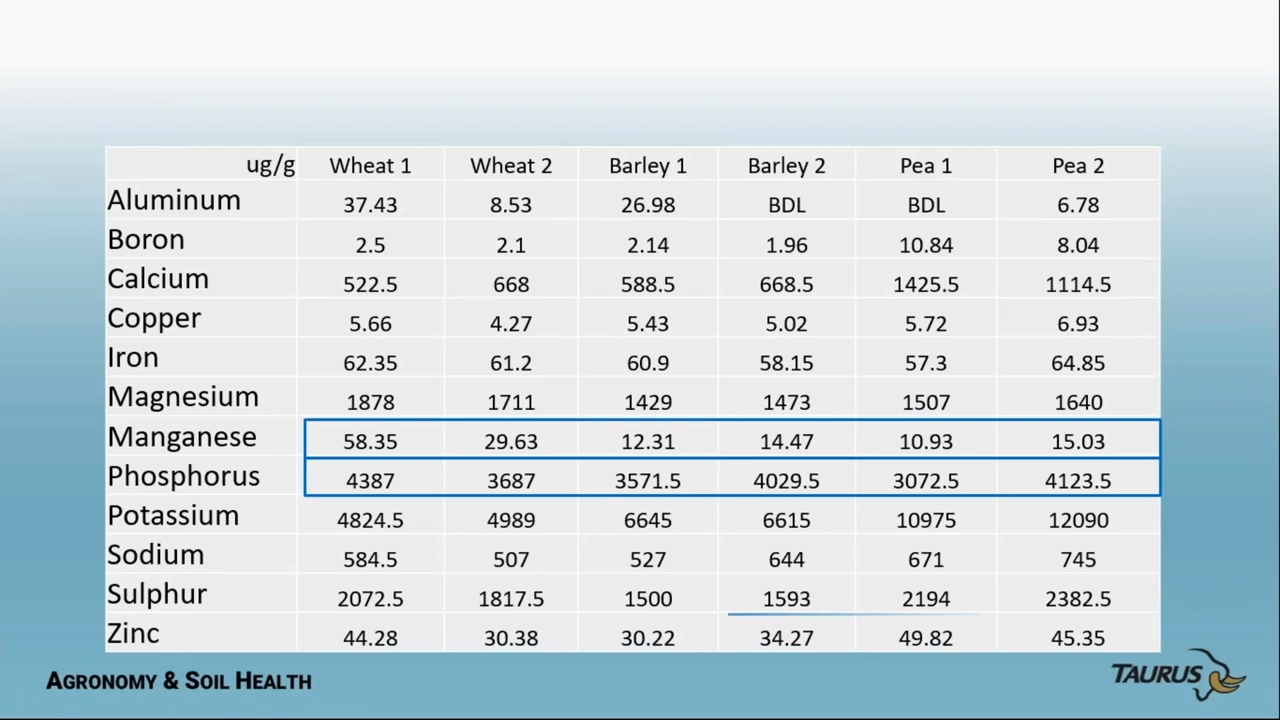 ug/g Wheat 1 Wheat 2 Barley 1 Barley 2 Pea 1 Pea 2
Aluminum 37.43 8.53 26.98 BDL BDL 6.78
Boron 2.5 2.1 2.14 1.96 10.84 8.04
Calcium 522.5 668 588.5 668.5 1425.5 1114.5
Copper 5.66 4.27 5.43 5.02 5.72 6.93
Iron 62.35 61.2 60.9 58.15 57.3 64.85
Magnesium 1878 1711 1429 1473 1507 1640
Manganese 58.35 29.63 12.31 14.47 10.93 15.03
Phosphorus 4387 3687 3571.5 4029.5 3072.5 4123.5
Potassium 4824.5 4989 6645 6615 10975 12090
Sodium 584.5 507 527 644 671 745
Sulphur 2072.5 1817.5 1500 1593 2194 2382.5
Zinc 44.28 30.38 30.22 34.27 49.82 45.35
AGRONOMY & SOIL HEALTH
TAURUS